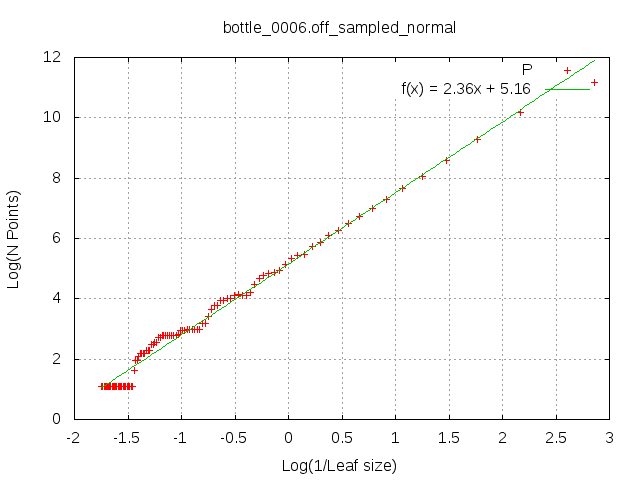 bottle_0006.off_sampled_normal
12
10
8
6
4
2
0
Log(N Points)
P
f(x) = 2.36x + 5.16
-2 -1.5 -1 -0.5 0 0.5 1 1.5 2 2.5 3
Log(1/Leaf size)